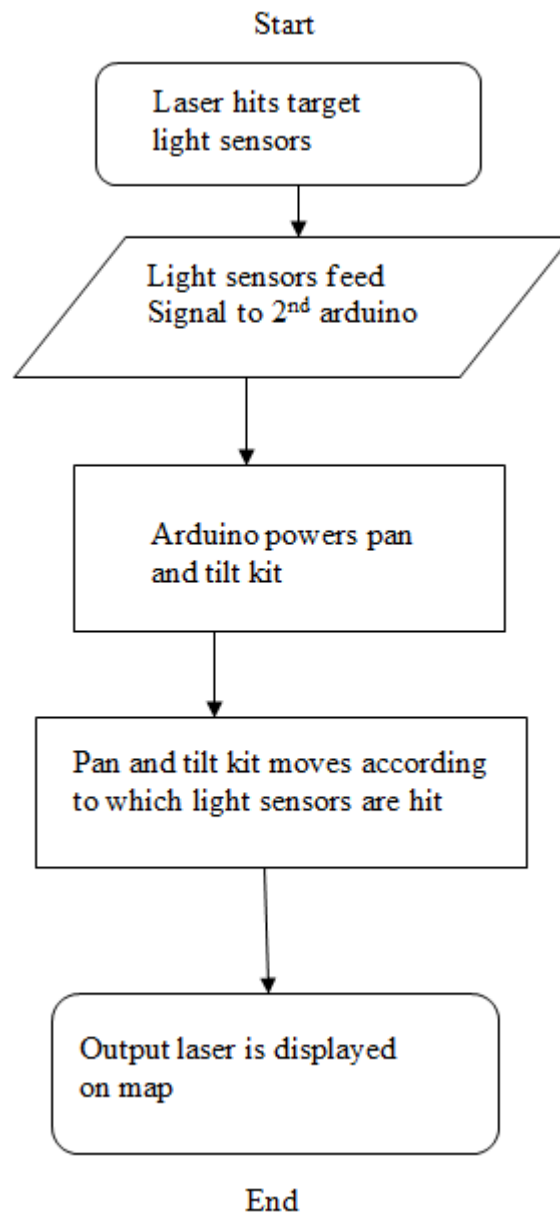 Start
Laser hits target
light sensors
Light sensors feed
Signal to 2nd arduino
Arduino powers pan
and tilt kit
Pan and tilt kit moves according
to which light sensors are hit
Output laser is displayed
on map
End